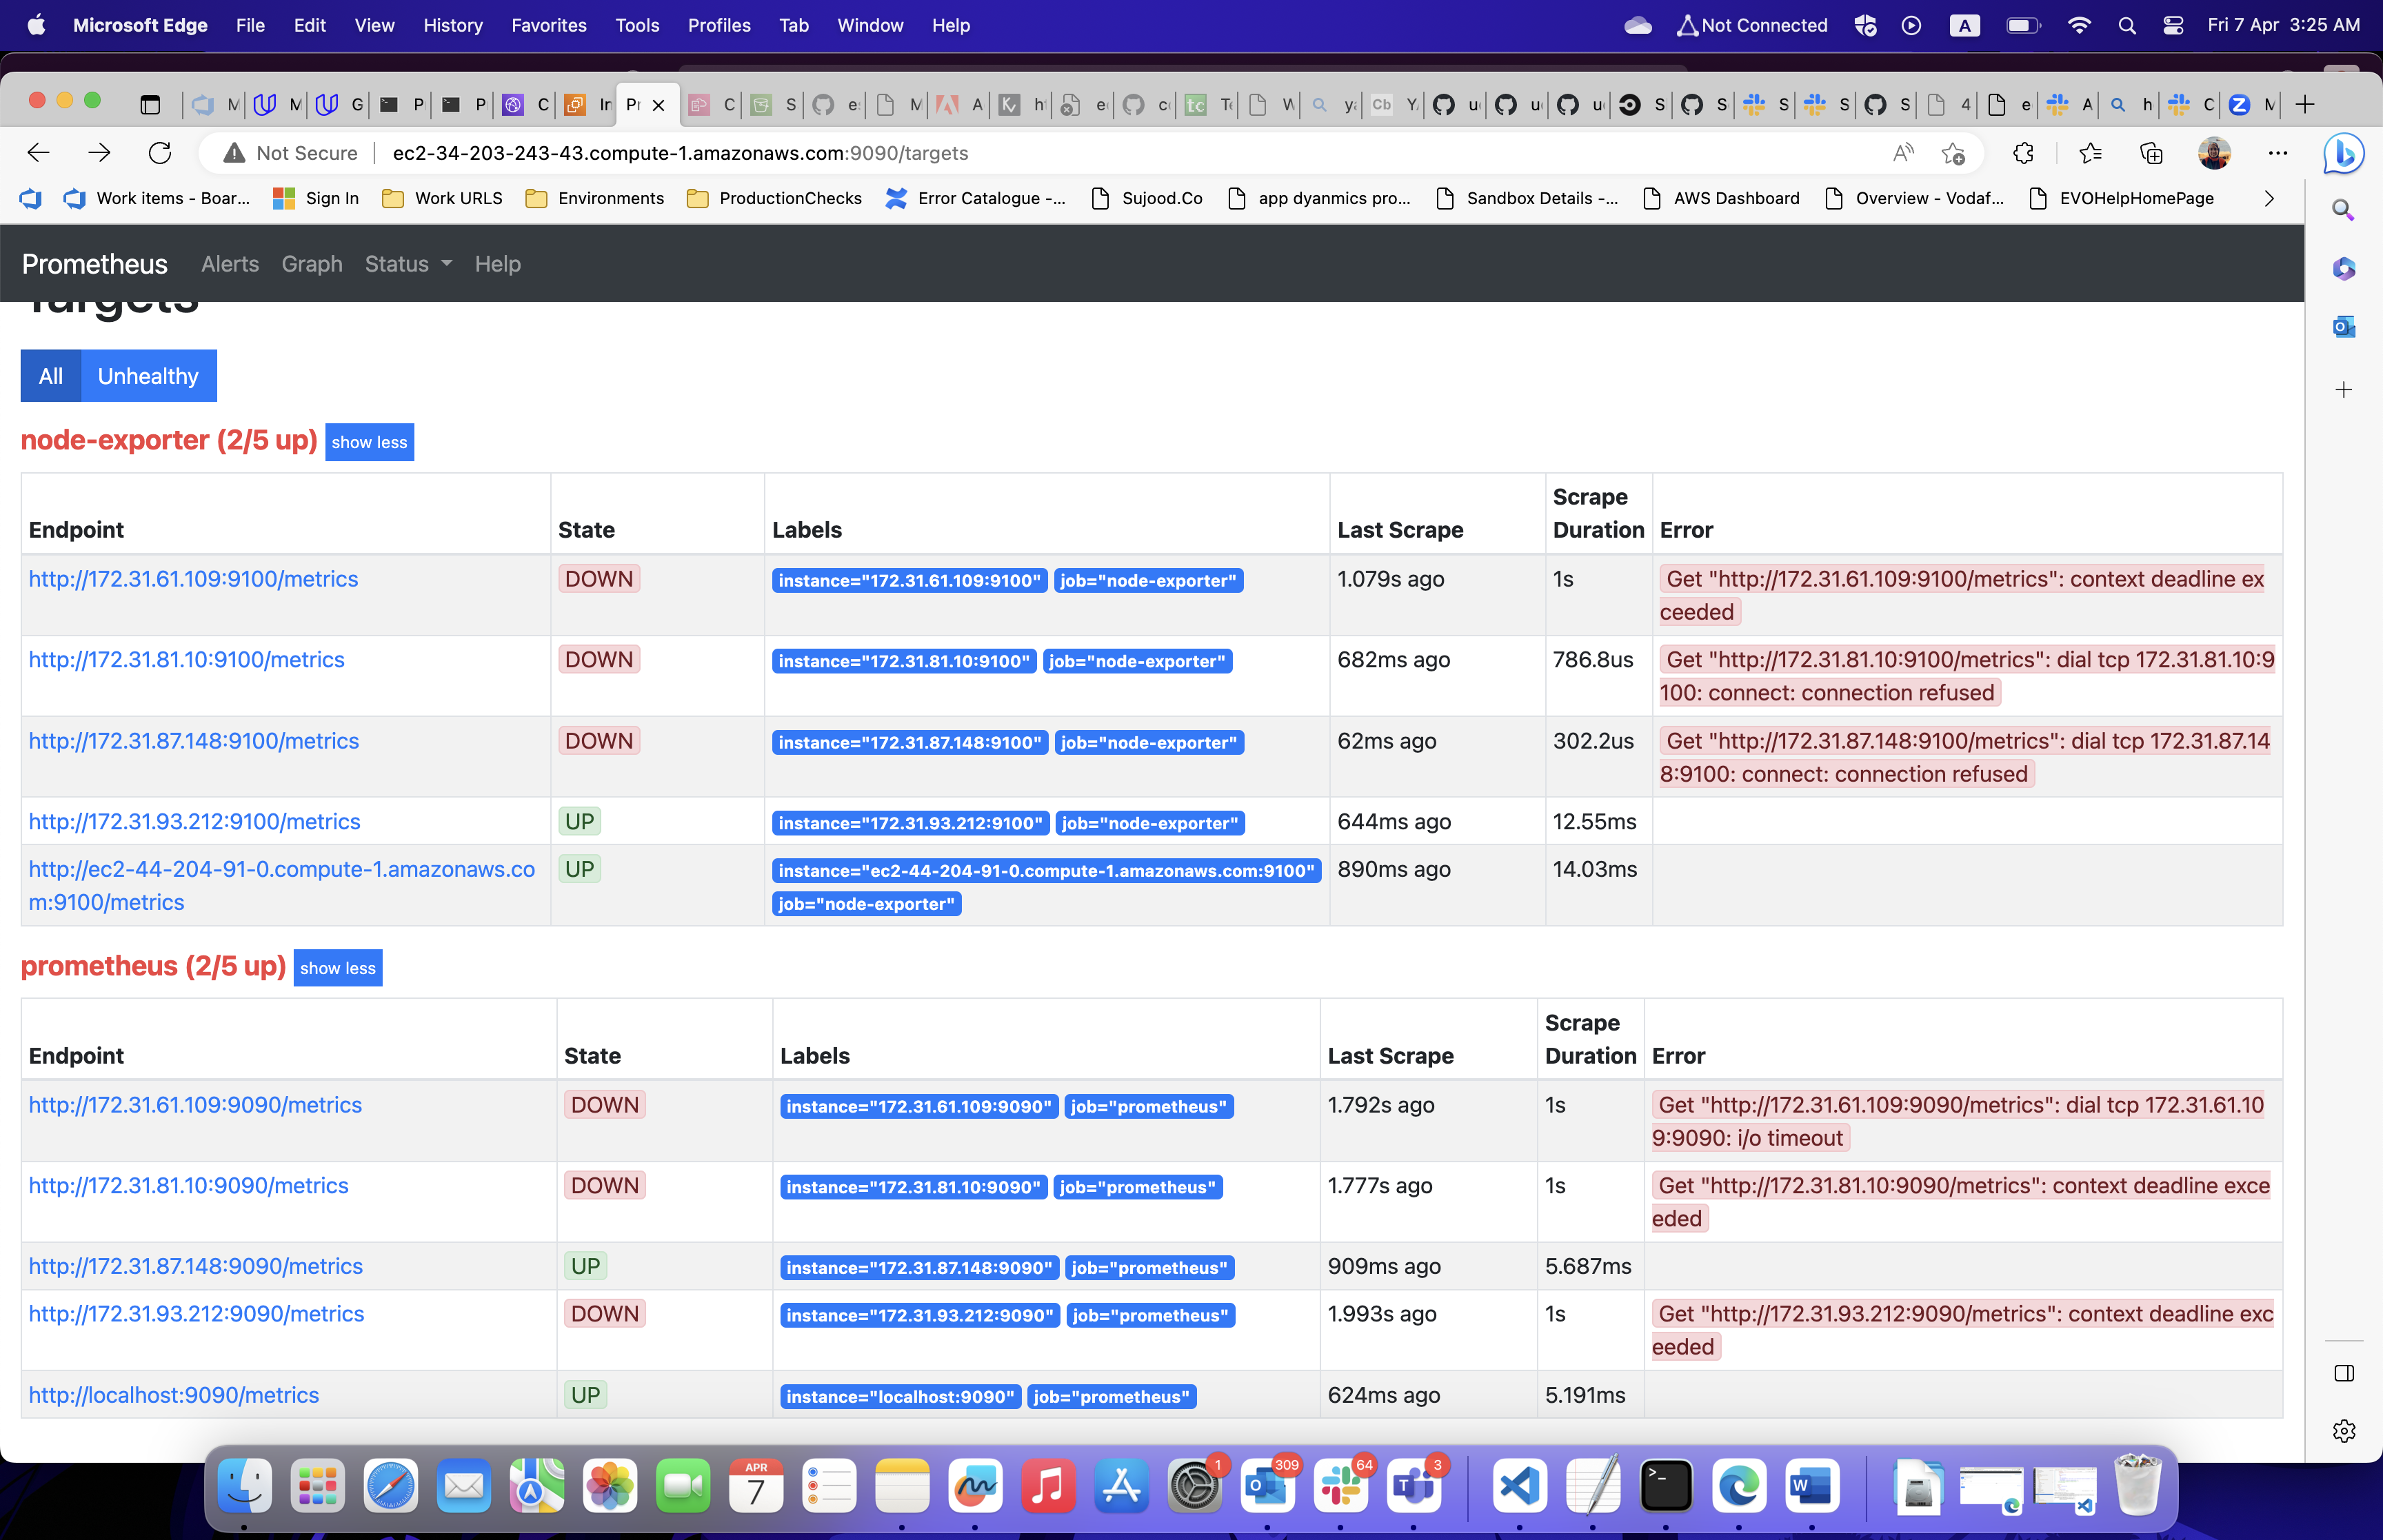 Microsoft Edge File Edit View History Favorites Tools Profiles Tab Window Help Not Connected A Fri 7 Apr 3:25 AM
Not Secure ec2-34-203-243-43.compute-1.amazonaws.com:9090/targets
Work items - Boar... Sign In Work URLS Environments ProductionChecks Error Catalogue -... Sujood.Co app dyanmics pro... Sandbox Details -... AWS Dashboard Overview - Vodaf... EVOHelpHomePage
Prometheus Alerts Graph Status Help
Targets
All Unhealthy
node-exporter (2/5 up) show less
Endpoint State Labels Last Scrape Scrape Duration Error
http://172.31.61.109:9100/metrics DOWN instance="172.31.61.109:9100" job="node-exporter" 1.079s ago 1s Get "http://172.31.61.109:9100/metrics": context deadline ex
ceeded
http://172.31.81.10:9100/metrics DOWN instance="172.31.81.10:9100" job="node-exporter" 682ms ago 786.8us Get "http://172.31.81.10:9100/metrics": dial tcp 172.31.81.10:9
100: connect: connection refused
http://172.31.87.148:9100/metrics DOWN instance="172.31.87.148:9100" job="node-exporter" 62ms ago 302.2us Get "http://172.31.87.148:9100/metrics": dial tcp 172.31.87.14
8:9100: connect: connection refused
http://172.31.93.212:9100/metrics UP instance="172.31.93.212:9100" job="node-exporter" 644ms ago 12.55ms
http://ec2-44-204-91-0.compute-1.amazonaws.co UP instance="ec2-44-204-91-0.compute-1.amazonaws.com:9100" 890ms ago 14.03ms
m:9100/metrics job="node-exporter"
prometheus (2/5 up) show less
Endpoint State Labels Last Scrape Scrape Duration Error
http://172.31.61.109:9090/metrics DOWN instance="172.31.61.109:9090" job="prometheus" 1.792s ago 1s Get "http://172.31.61.109:9090/metrics": dial tcp 172.31.61.10
9:9090: i/o timeout
http://172.31.81.10:9090/metrics DOWN instance="172.31.81.10:9090" job="prometheus" 1.777s ago 1s Get "http://172.31.81.10:9090/metrics": context deadline exce
eded
http://172.31.87.148:9090/metrics UP instance="172.31.87.148:9090" job="prometheus" 909ms ago 5.687ms
http://172.31.93.212:9090/metrics DOWN instance="172.31.93.212:9090" job="prometheus" 1.993s ago 1s Get "http://172.31.93.212:9090/metrics": context deadline exc
eeded
http://localhost:9090/metrics UP instance="localhost:9090" job="prometheus" 624ms ago 5.191ms
APR 7 1 309 64 3